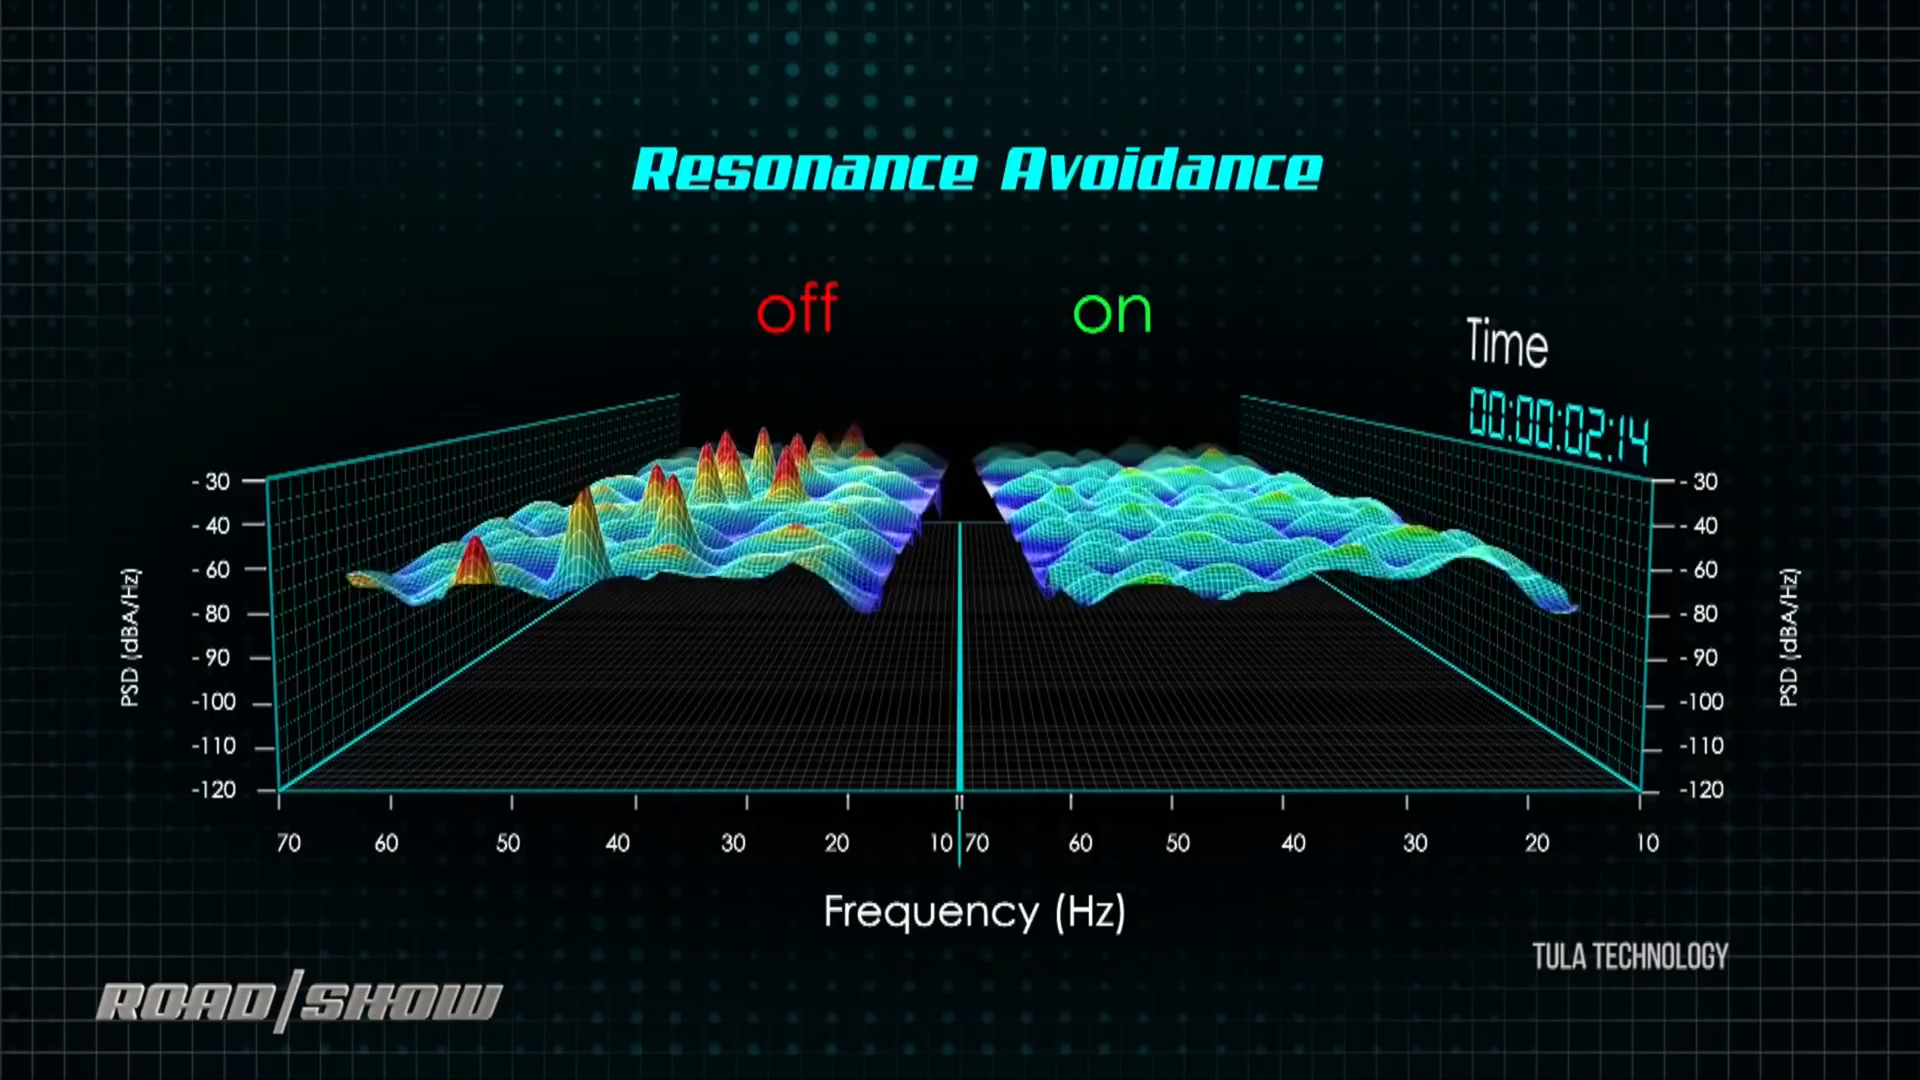 Resonance Avoidance
off
on
Time
00:00:02:14
- 30
- 40
- 60
- 80
- 90
-100
-110
-120
PSD (dBA/Hz)
- 30
- 40
- 60
- 80
- 90
-100
-110
-120
PSD (dBA/Hz)
70 60 50 40 30 20 10 70 60 50 40 30 20 10
Frequency (Hz)
TULA TECHNOLOGY
ROAD/SHOW